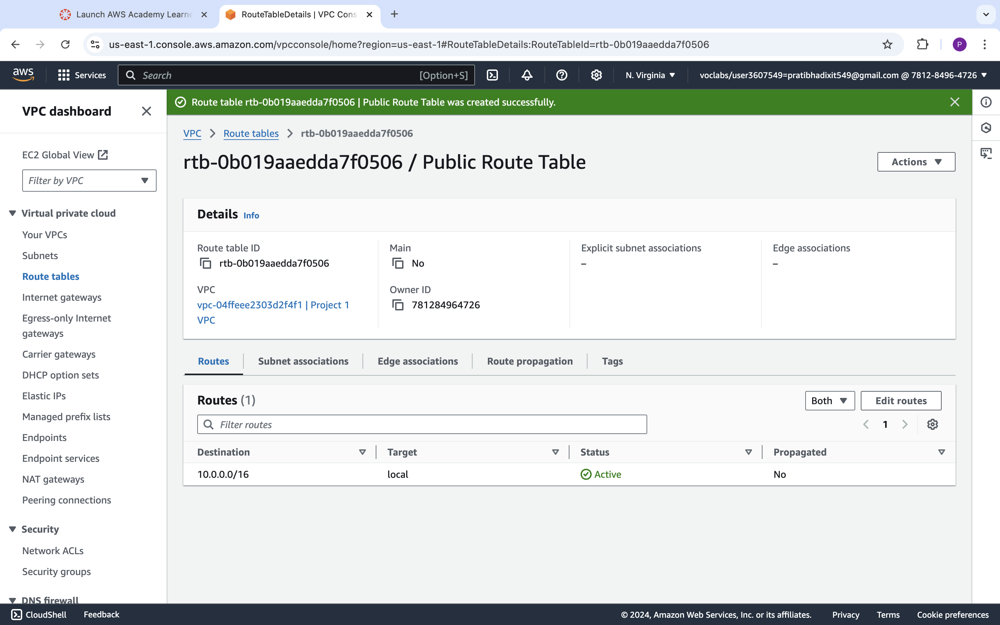 Launch AWS Academy Learne
RouteTableDetails | VPC Cons
us-east-1.console.aws.amazon.com/vpcconsole/home?region=us-east-1#RouteTableDetails:RouteTableId=rtb-0b019aaedda7f0506
P
aws
Services
Search
[Option+S]
N. Virginia
voclabs/user3607549=pratibhadixit549@gmail.com @ 7812-8496-4726
VPC dashboard
EC2 Global View
Filter by VPC
Virtual private cloud
Your VPCs
Subnets
Route tables
Internet gateways
Egress-only Internet
gateways
Carrier gateways
DHCP option sets
Elastic IPs
Managed prefix lists
Endpoints
Endpoint services
NAT gateways
Peering connections
Security
Network ACLs
Security groups
DNS firewall
Route table rtb-0b019aaedda7f0506 | Public Route Table was created successfully.
VPC
Route tables
rtb-0b019aaedda7f0506
rtb-0b019aaedda7f0506 / Public Route Table
Actions
Details Info
Route table ID
rtb-0b019aaedda7f0506
Main
No
Explicit subnet associations
–
Edge associations
–
VPC
vpc-04ffeee2303d2f4f1 | Project 1
VPC
Owner ID
781284964726
Routes
Subnet associations
Edge associations
Route propagation
Tags
Routes (1)
Both
Edit routes
Filter routes
1
Destination
Target
Status
Propagated
10.0.0.0/16
local
Active
No
CloudShell
Feedback
© 2024, Amazon Web Services, Inc. or its affiliates.
Privacy
Terms
Cookie preferences